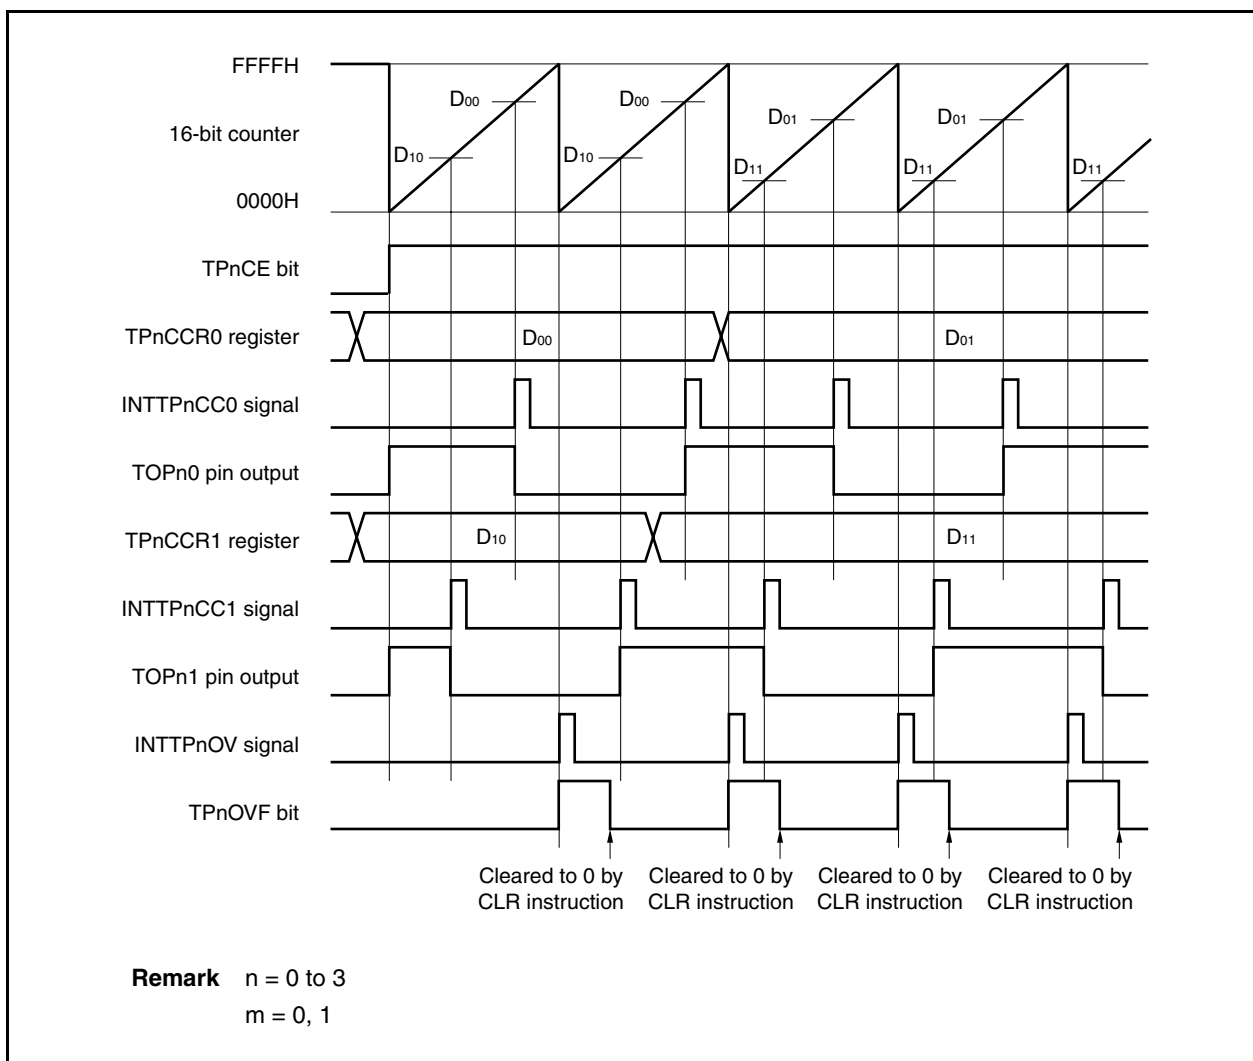 FFFFH
D00
D00
16-bit counter
D01
D01
D10
D10
D11
D11
D11
0000H
TPnCE bit
TPnCCR0 register
D00
D01
INTTPnCC0 signal
TOPn0 pin output
TPnCCR1 register
D10
D11
INTTPnCC1 signal
TOPn1 pin output
INTTPnOV signal
TPnOVF bit
Cleared to 0 by
CLR instruction
Cleared to 0 by
CLR instruction
Cleared to 0 by
CLR instruction
Cleared to 0 by
CLR instruction
Remark n = 0 to 3
m = 0, 1